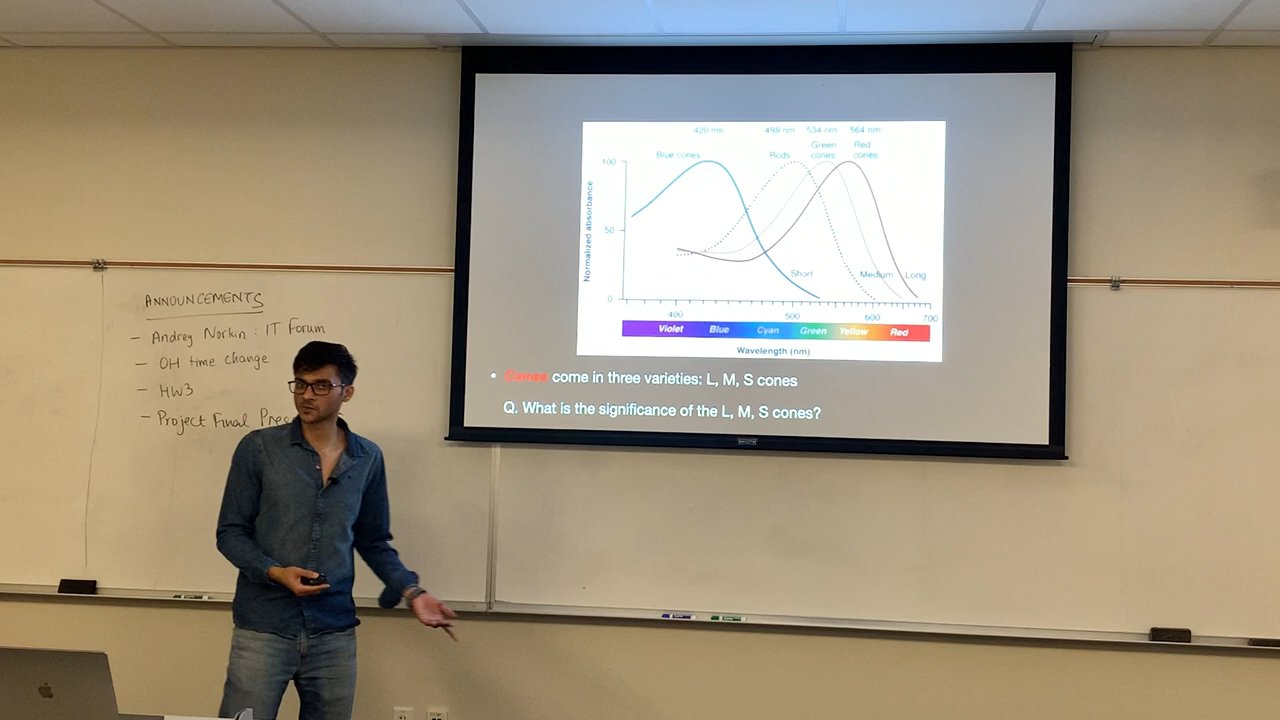 ANNOUNCEMENTS
- Andrey Norkin : IT Forum
- OH time change
- HW3
- Project Final Pres
420 nm 498 nm 534 nm 564 nm
Blue cones Rods Green cones Red cones
100
50
0
Normalized absorbance
Short Medium Long
400 500 600 700
Violet Blue Cyan Green Yellow Red
Wavelength (nm)
• Cones come in three varieties: L, M, S cones
Q. What is the significance of the L, M, S cones?